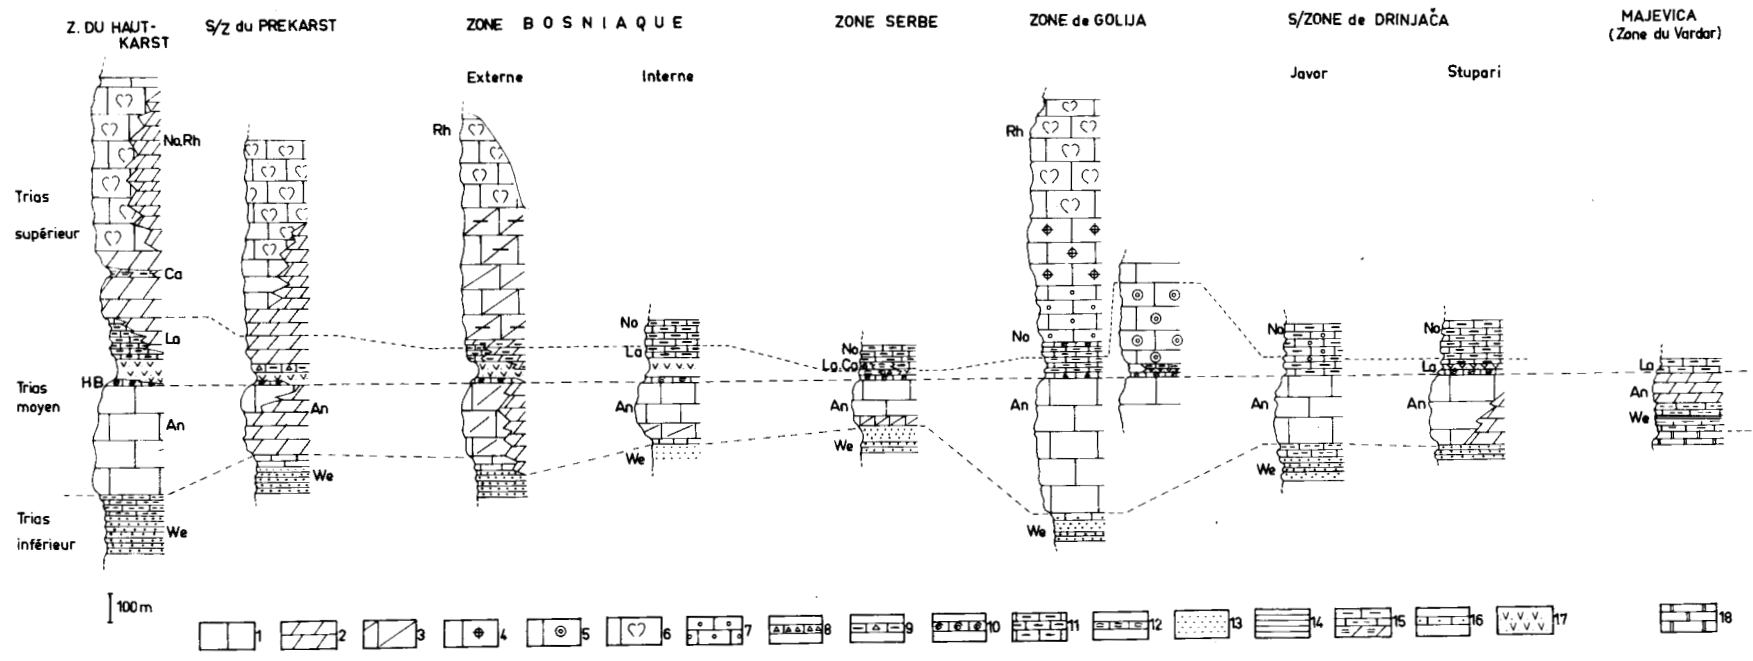 Z. DU HAUT-
KARST
S/Z du PREKARST
ZONE BOSNIAQUE
ZONE SERBE
ZONE de GOLIJA
S/ZONE de DRINJAČA
MAJEVICA
(Zone du Vardar)
Externe
Interne
Javor
Stupari
Trias
supérieur
Trias
moyen
Trias
inférieur
No.Rh
Ca
La
HB
An
We
An
We
Rh
No
La
An
We
No
La.Ca
An
We
Rh
No
An
We
No
An
We
No
La
An
La
An
We
100m
1 2 3 4 5 6 7 8 9 10 11 12 13 14 15 16 17 18